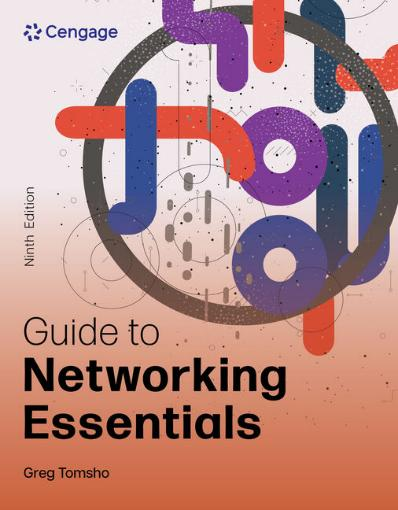 Cengage
Ninth Edition
Guide to
Networking
Essentials
Greg Tomsho